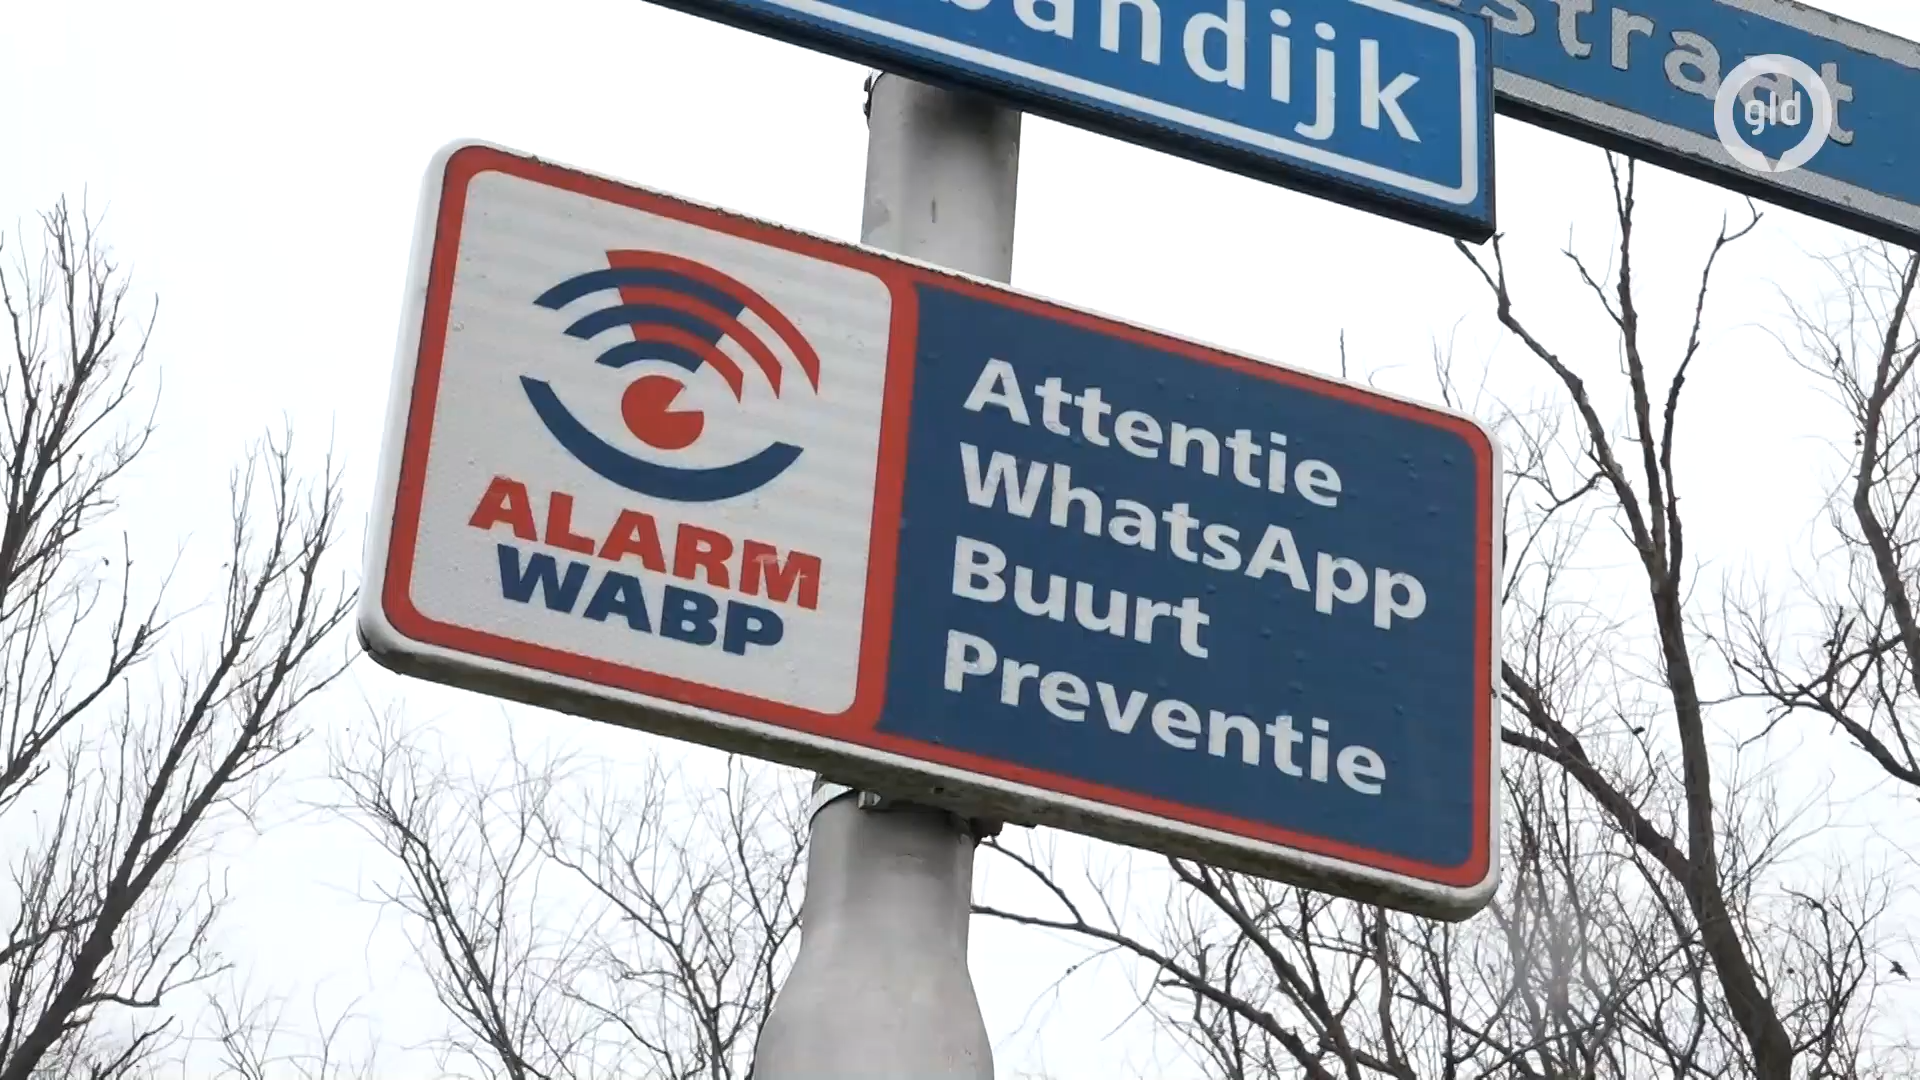 andijk
straat
gld
ALARM
WABP
Attentie
WhatsApp
Buurt
Preventie